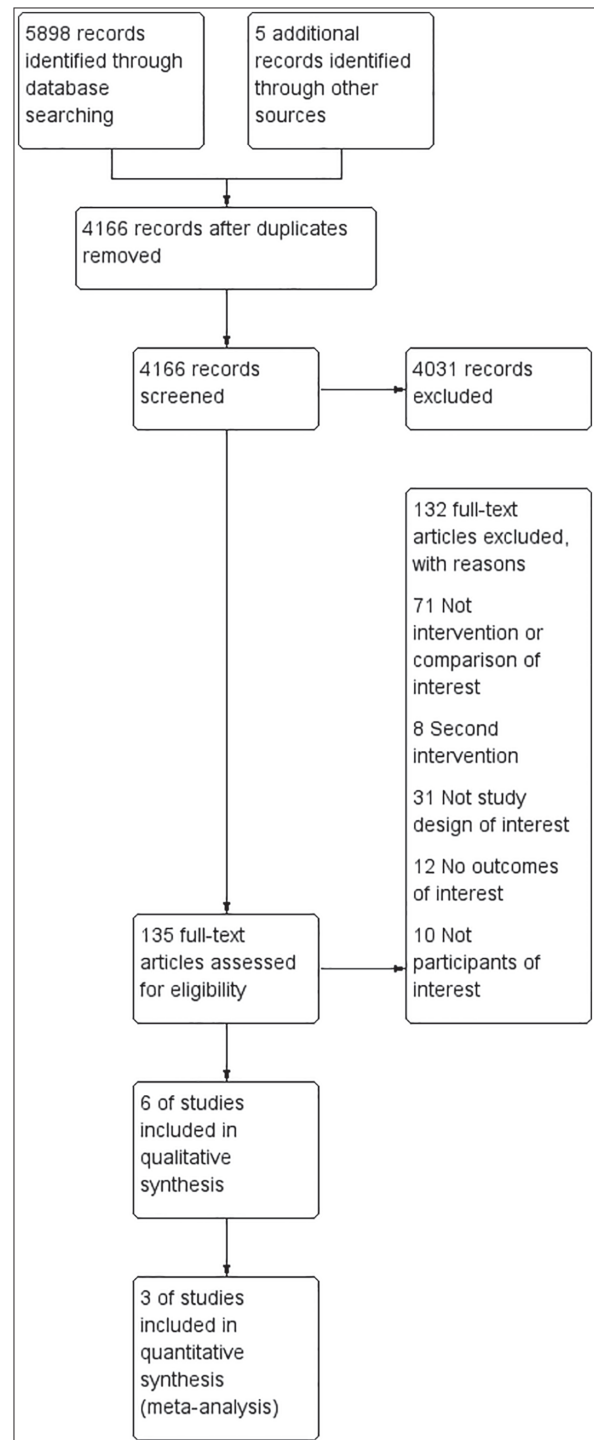 5898 records
identified through
database
searching
5 additional
records identified
through other
sources
4166 records after duplicates
removed
4166 records
screened
4031 records
excluded
132 full-text
articles excluded,
with reasons
71 Not
intervention or
comparison of
interest
8 Second
intervention
31 Not study
design of interest
12 No outcomes
of interest
10 Not
participants of
interest
135 full-text
articles assessed
for eligibility
6 of studies
included in
qualitative
synthesis
3 of studies
included in
quantitative
synthesis
(meta-analysis)